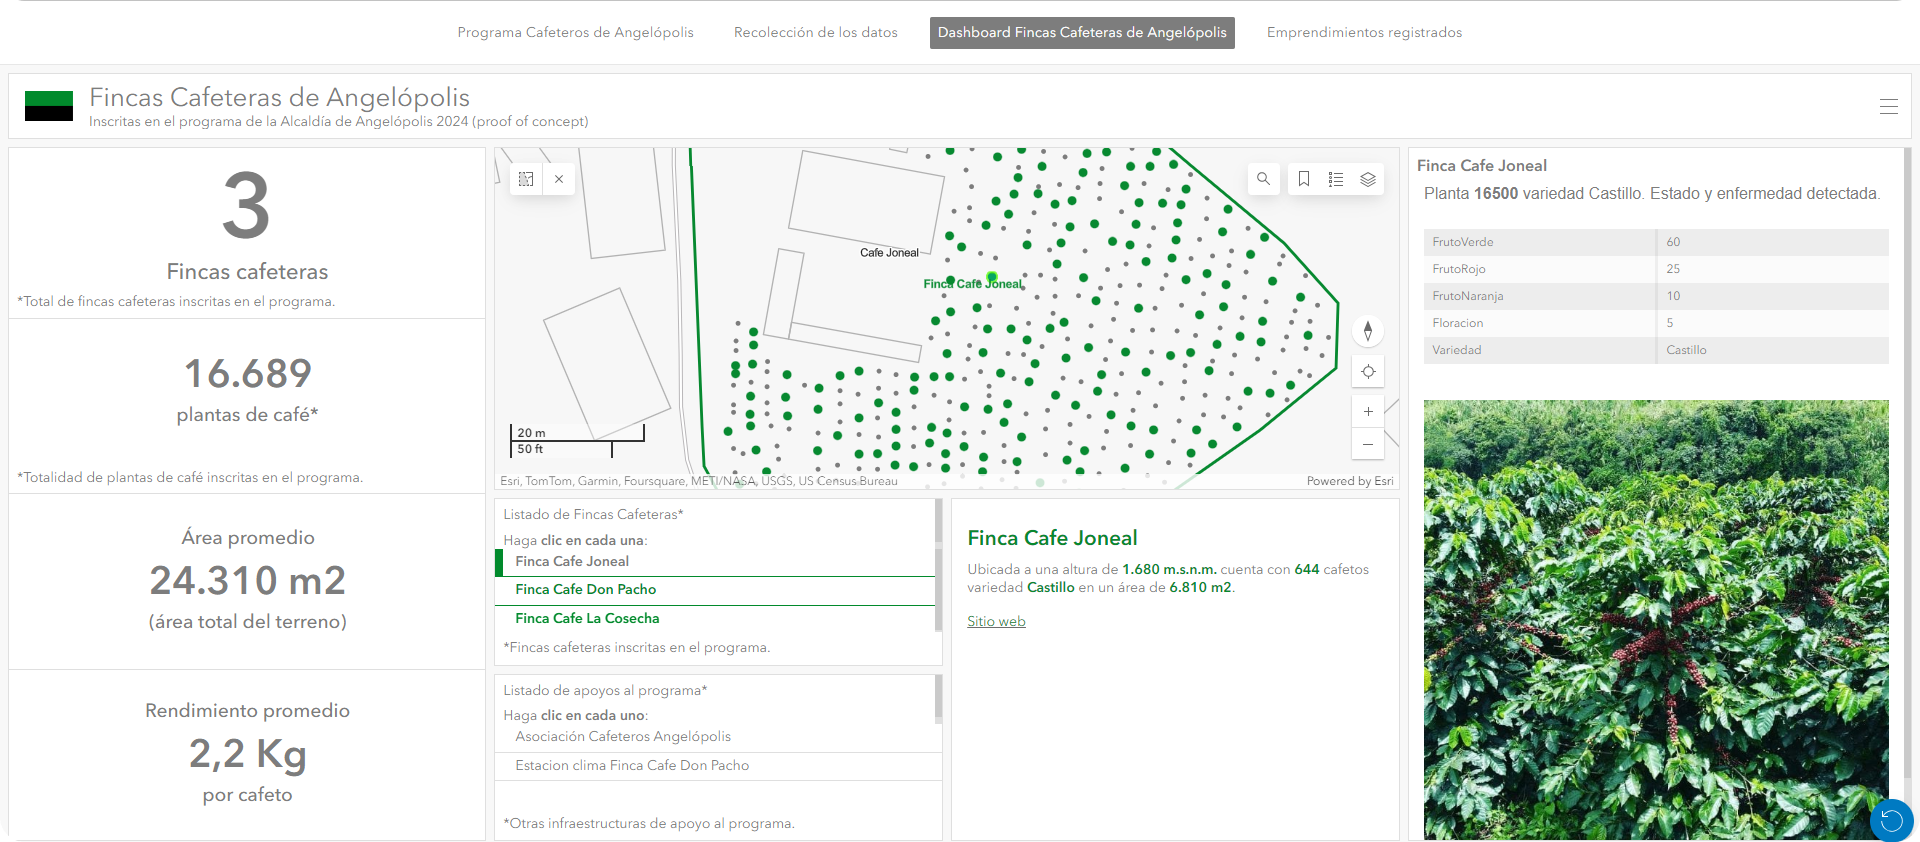 Programa Cafeteros de Angelópolis
Recolección de los datos
Dashboard Fincas Cafeteras de Angelópolis
Emprendimientos registrados
Fincas Cafeteras de Angelópolis
Inscritas en el programa de la Alcaldía de Angelópolis 2024 (proof of concept)
3
Fincas cafeteras
*Total de fincas cafeteras inscritas en el programa.
16.689
plantas de café*
*Totalidad de plantas de café inscritas en el programa.
Área promedio
24.310 m2
(área total del terreno)
Rendimiento promedio
2,2 Kg
por cafeto
Cafe Joneal
Finca Cafe Joneal
20 m
50 ft
Esri, TomTom, Garmin, Foursquare, METI/NASA, USGS, US Census Bureau
Powered by Esri
Listado de Fincas Cafeteras*
Haga clic en cada una:
Finca Cafe Joneal
Finca Cafe Don Pacho
Finca Cafe La Cosecha
*Fincas cafeteras inscritas en el programa.
Listado de apoyos al programa*
Haga clic en cada uno:
Asociación Cafeteros Angelópolis
Estacion clima Finca Cafe Don Pacho
*Otras infraestructuras de apoyo al programa.
Finca Cafe Joneal
Ubicada a una altura de 1.680 m.s.n.m. cuenta con 644 cafetos
variedad Castillo en un área de 6.810 m2.
Sitio web
Finca Cafe Joneal
Planta 16500 variedad Castillo. Estado y enfermedad detectada.
FrutoVerde 60
FrutoRojo 25
FrutoNaranja 10
Floracion 5
Variedad Castillo